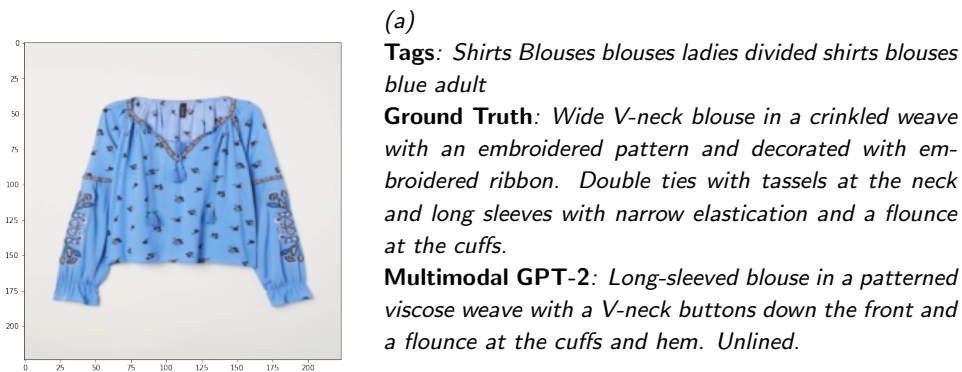 (a)
Tags: Shirts Blouses blouses ladies divided shirts blouses
blue adult
Ground Truth: Wide V-neck blouse in a crinkled weave
with an embroidered pattern and decorated with em-
broidered ribbon. Double ties with tassels at the neck
and long sleeves with narrow elastication and a flounce
at the cuffs.
Multimodal GPT-2: Long-sleeved blouse in a patterned
viscose weave with a V-neck buttons down the front and
a flounce at the cuffs and hem. Unlined.
0
25
50
75
100
125
150
175
200
0 25 50 75 100 125 150 175 200